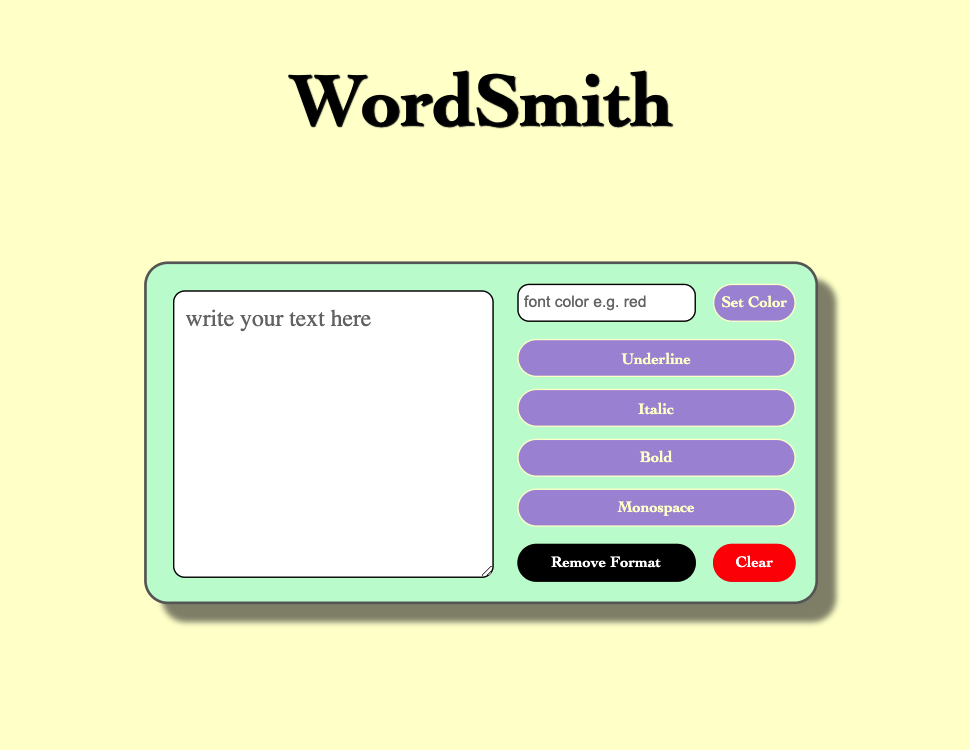 WordSmith
write your text here
font color e.g. red
Set Color
Underline
Italic
Bold
Monospace
Remove Format
Clear